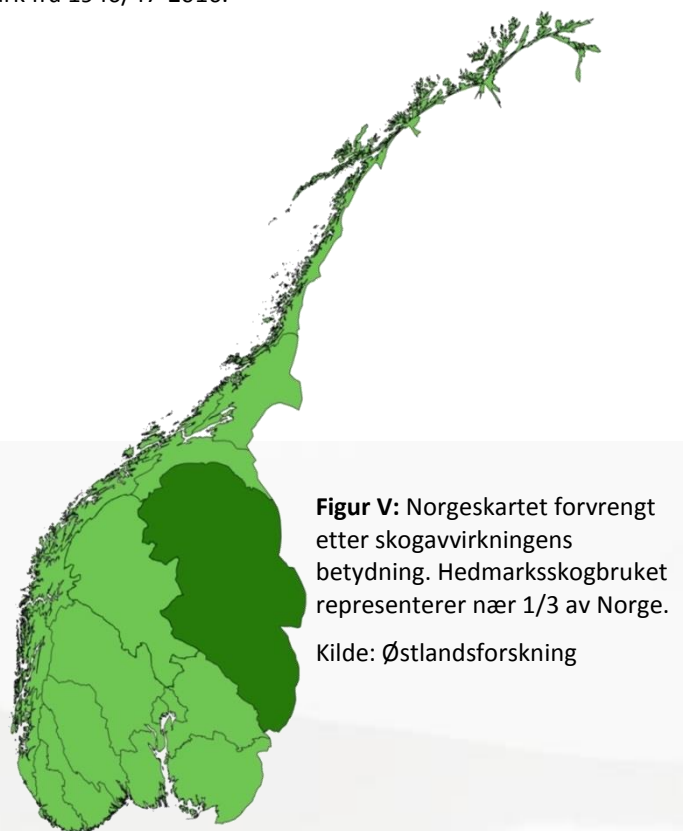 Figur V: Norgeskartet forvrengt
etter skogavvirkningens
betydning. Hedmarksskogbruket
representerer nær 1/3 av Norge.
Kilde: Østlandsforskning